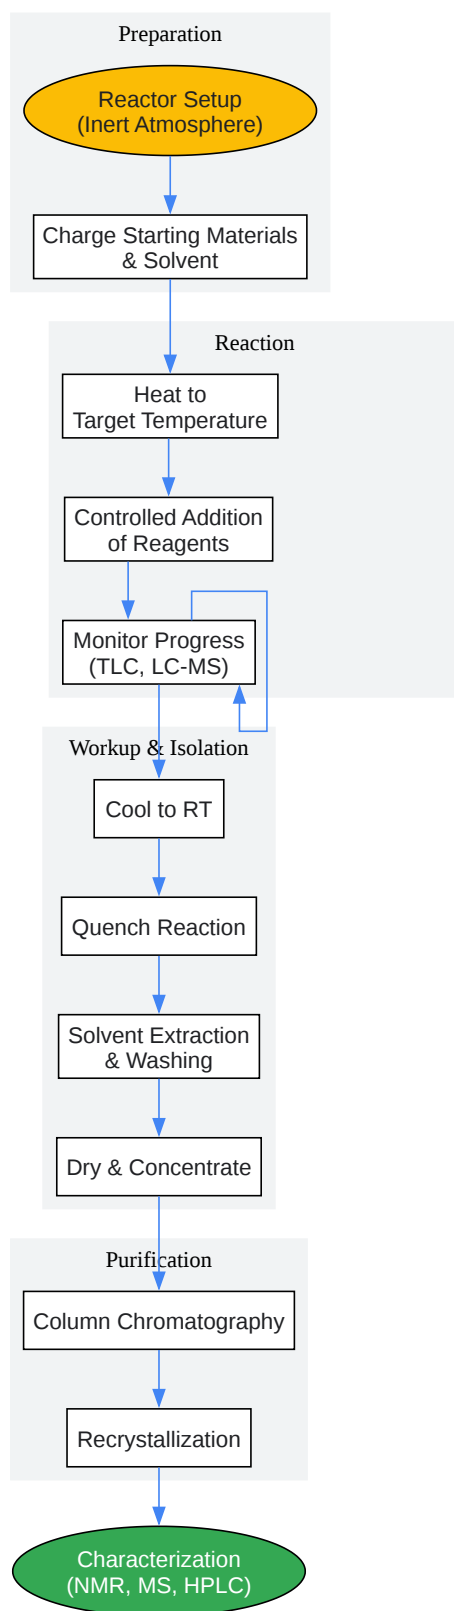 Preparation
Reactor Setup
(Inert Atmosphere)
Charge Starting Materials
& Solvent
Reaction
Heat to
Target Temperature
Controlled Addition
of Reagents
Monitor Progress
(TLC, LC-MS)
Workup & Isolation
Cool to RT
Quench Reaction
Solvent Extraction
& Washing
Dry & Concentrate
Purification
Column Chromatography
Recrystallization
Characterization
(NMR, MS, HPLC)